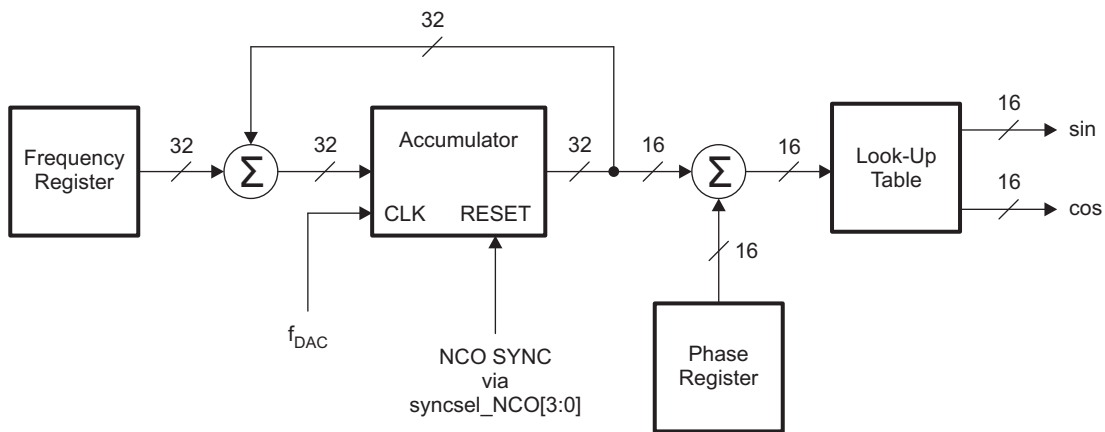 32
Frequency
Register
32
Σ
32
Accumulator
CLK
RESET
32
16
Σ
16
Look-Up
Table
16
sin
16
cos
16
f_DAC
NCO SYNC
via
syncsel_NCO[3:0]
Phase
Register